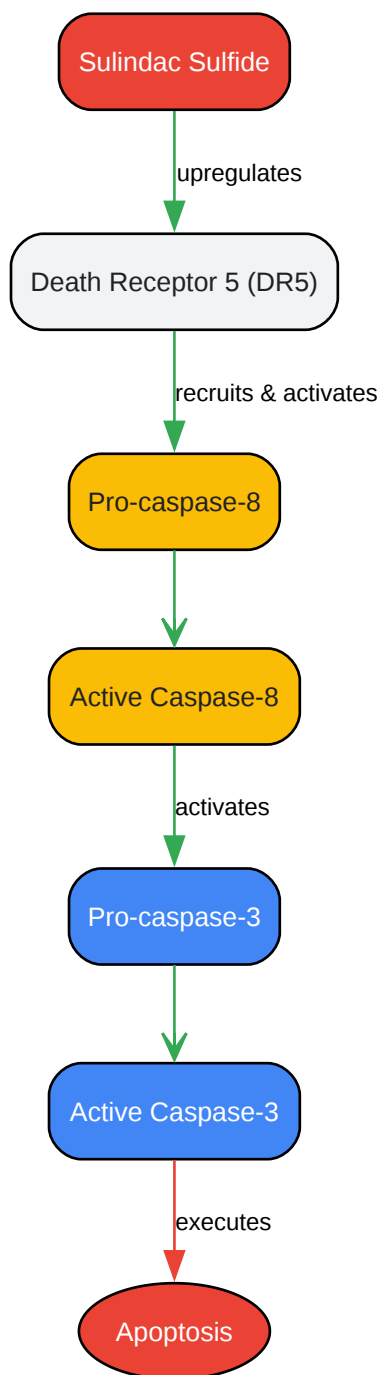 Sulindac Sulfide
upregulates
Death Receptor 5 (DR5)
recruits & activates
Pro-caspase-8
Active Caspase-8
activates
Pro-caspase-3
Active Caspase-3
executes
Apoptosis